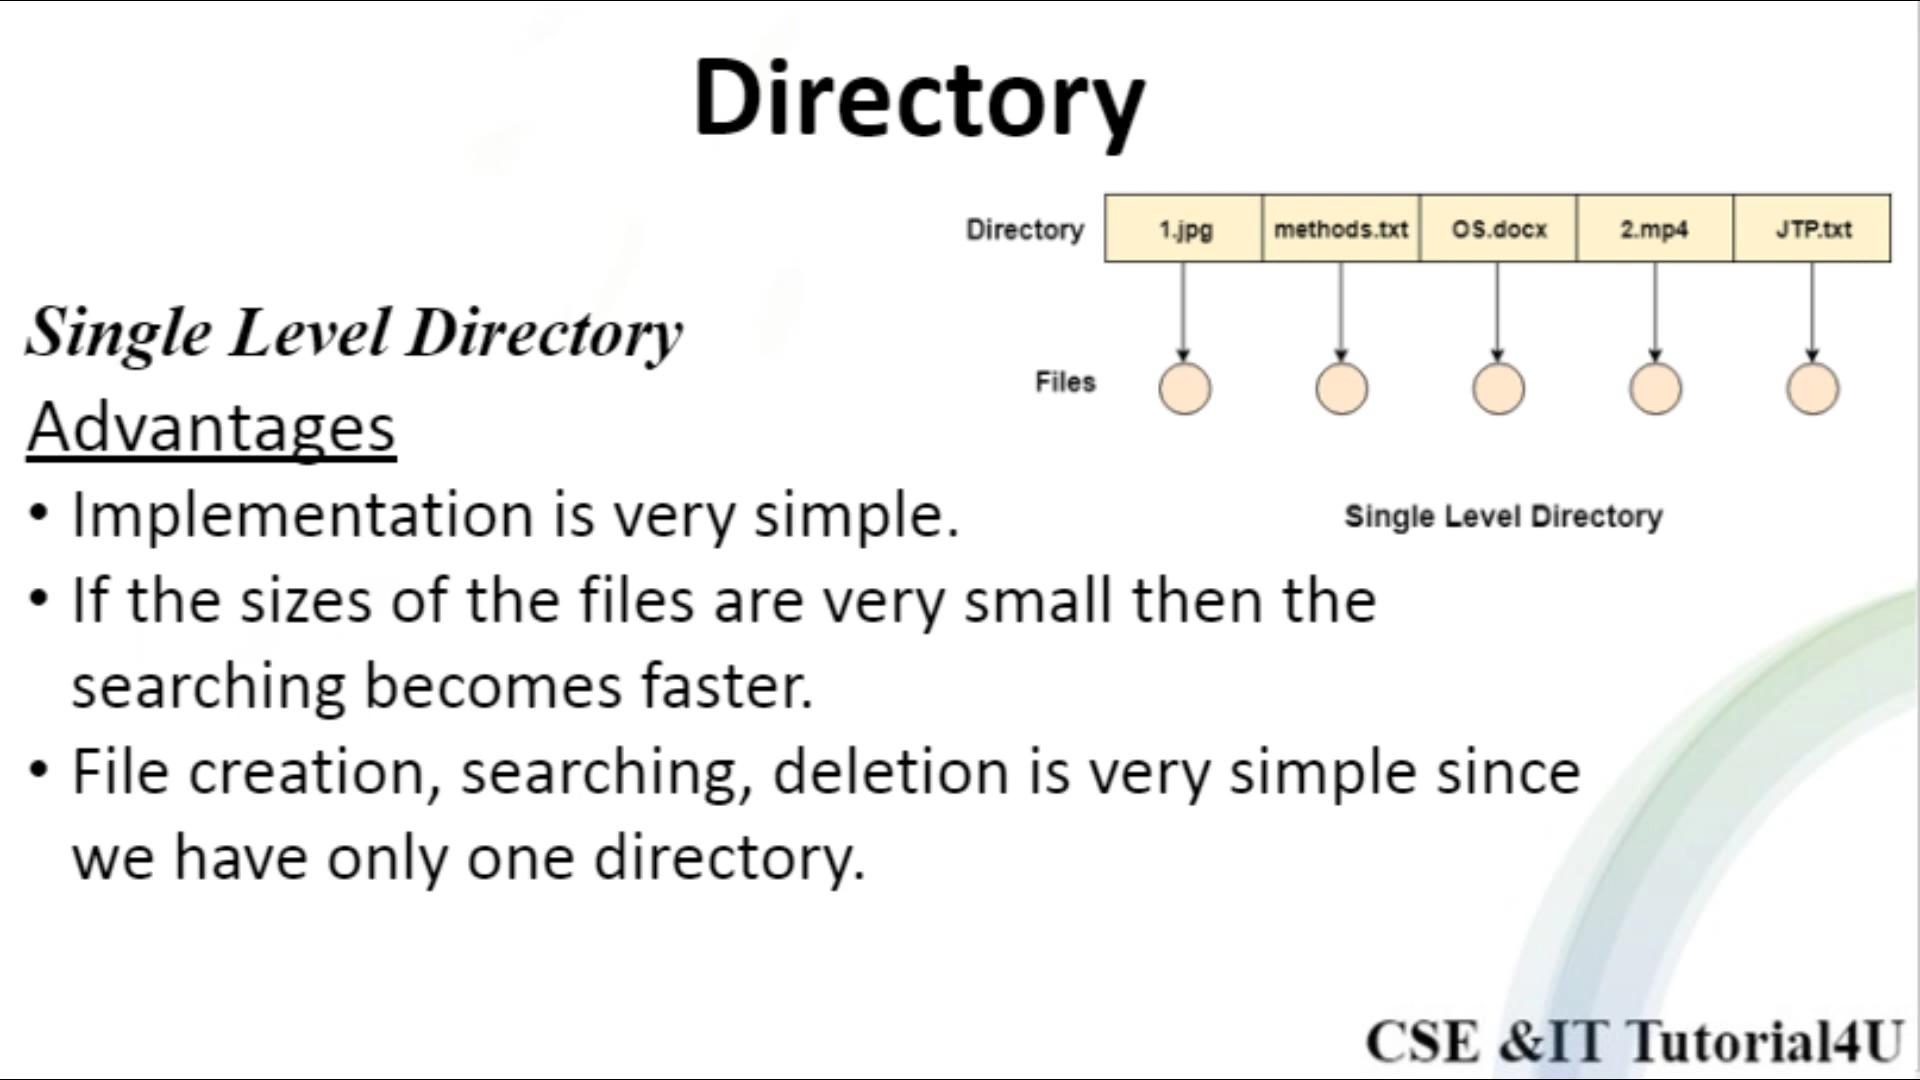 Directory
Directory 1.jpg methods.txt OS.docx 2.mp4 JTP.txt
Files
Single Level Directory
Single Level Directory
Advantages
• Implementation is very simple.
• If the sizes of the files are very small then the
searching becomes faster.
• File creation, searching, deletion is very simple since
we have only one directory.
CSE &IT Tutorial4U